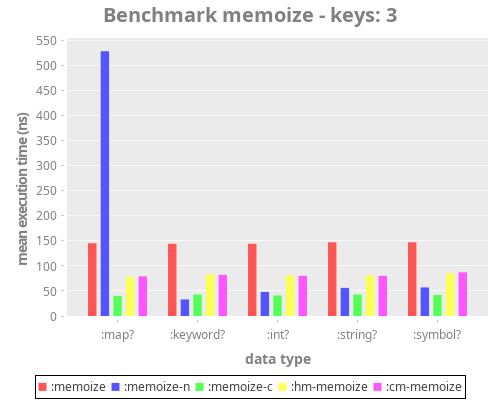 Benchmark memoize - keys: 3
mean execution time (ns)
550
500
450
400
350
300
250
200
150
100
50
0
:map? :keyword? :int? :string? :symbol?
data type
:memoize :memoize-n :memoize-c :hm-memoize :cm-memoize